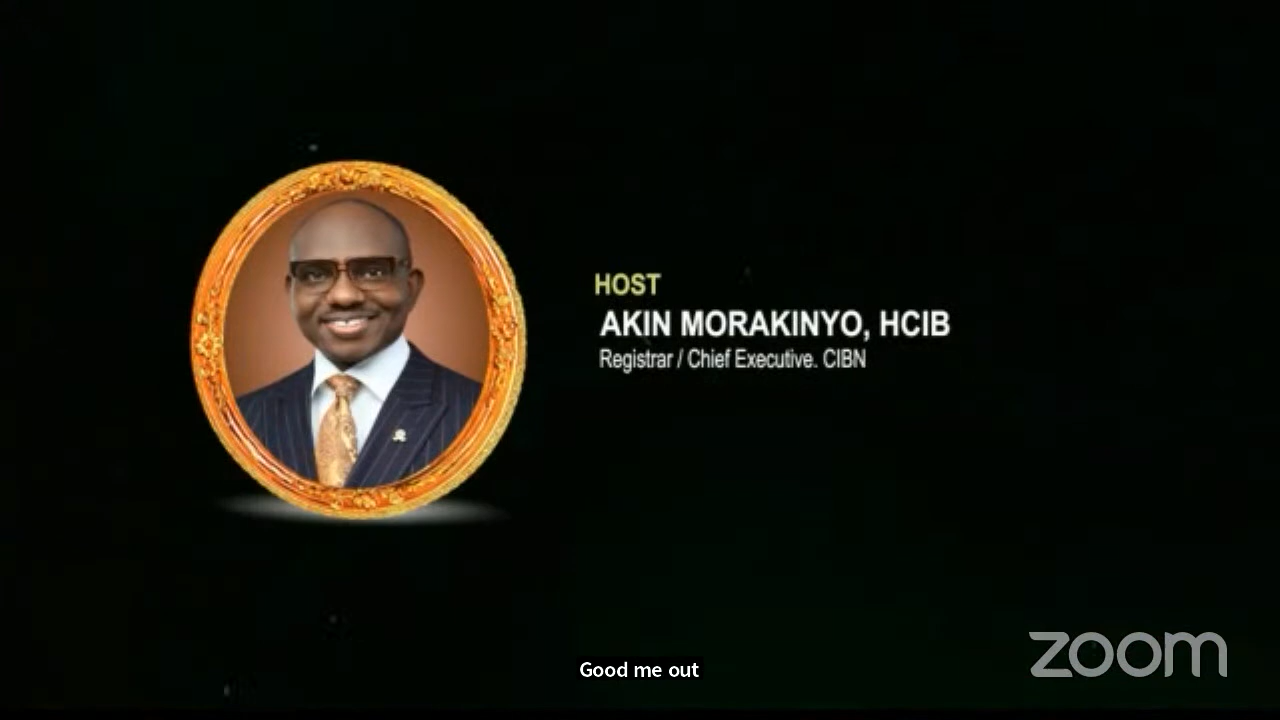 HOST
AKIN MORAKINYO, HCIB
Registrar / Chief Executive. CIBN
zoom
Good me out